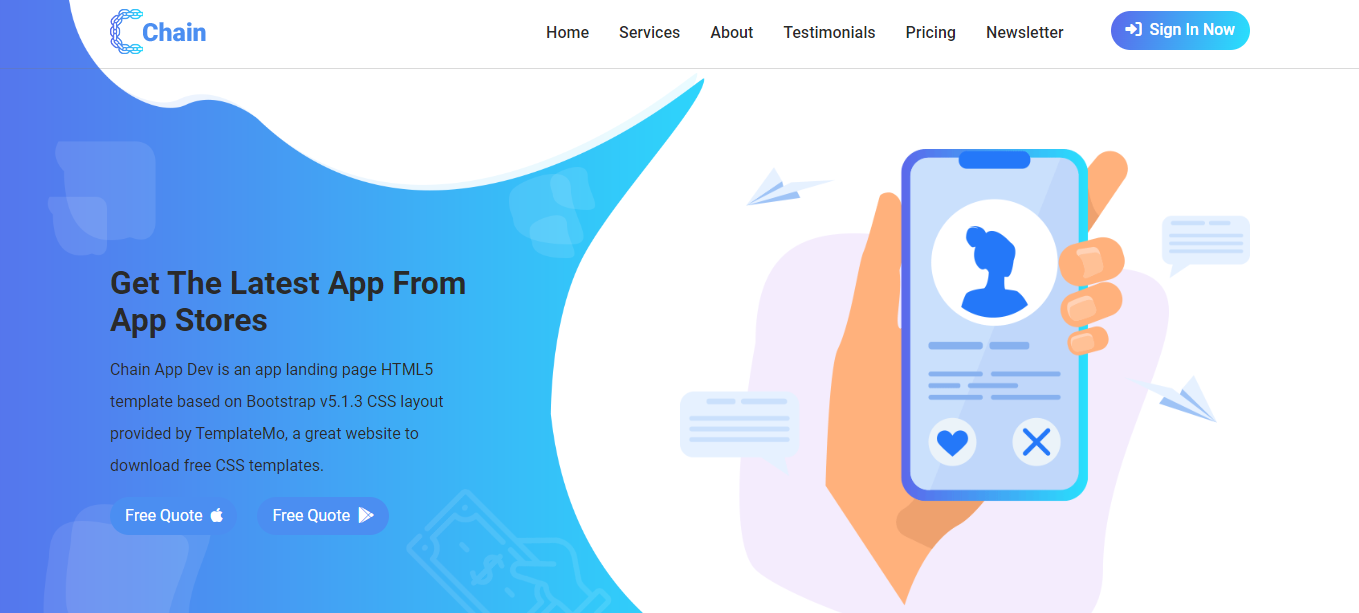 Chain
Home Services About Testimonials Pricing Newsletter
Sign In Now
Get The Latest App From
App Stores
Chain App Dev is an app landing page HTML5
template based on Bootstrap v5.1.3 CSS layout
provided by TemplateMo, a great website to
download free CSS templates.
Free Quote
Free Quote